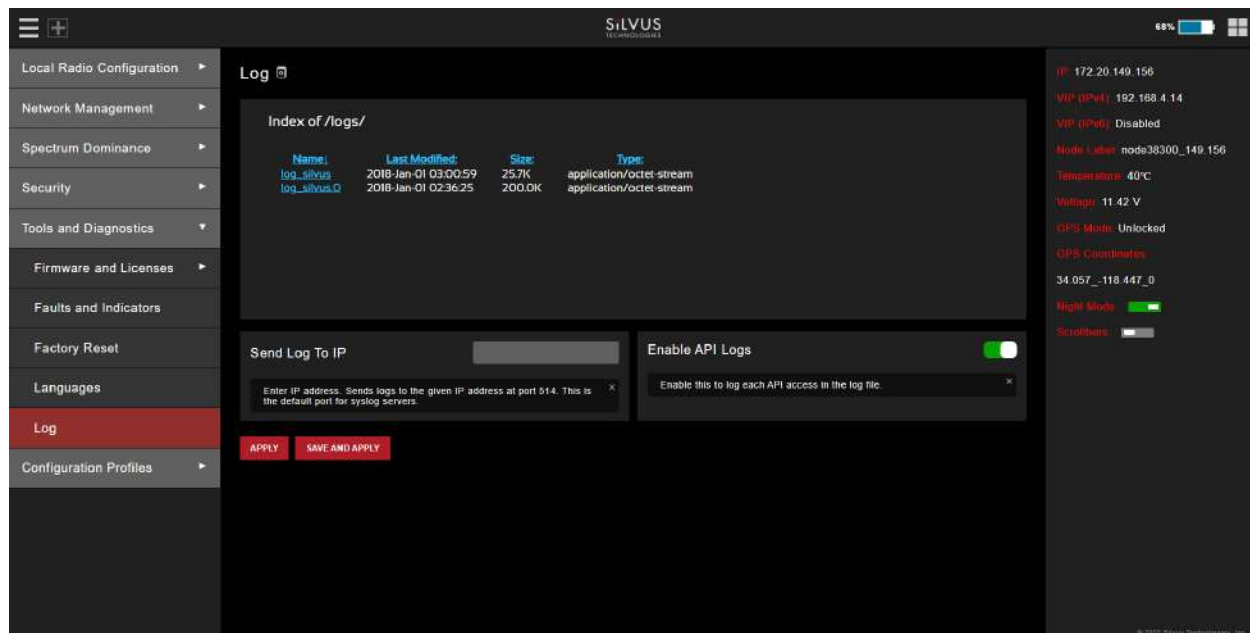 SiLVUS
TECHNOLOGIES
68%
Local Radio Configuration
Network Management
Spectrum Dominance
Security
Tools and Diagnostics
Firmware and Licenses
Faults and Indicators
Factory Reset
Languages
Log
Configuration Profiles
Log
Index of /logs/
Name↓ Last Modified: Size: Type:
log_silvus 2018-Jan-01 03:00:59 25.7K application/octet-stream
log_silvus.0 2018-Jan-01 02:36:25 200.0K application/octet-stream
Send Log To IP
Enter IP address. Sends logs to the given IP address at port 514. This is
the default port for syslog servers.
Enable API Logs
Enable this to log each API access in the log file.
APPLY SAVE AND APPLY
IP: 172.20.149.156
VIP (IPv4): 192.168.4.14
VIP (IPv6): Disabled
Node Label: node38300_149.156
Temperature: 40°C
Voltage: 11.42 V
GPS Mode: Unlocked
GPS Coordinates:
34.057_-118.447_0
Night Mode:
Scrollbars: